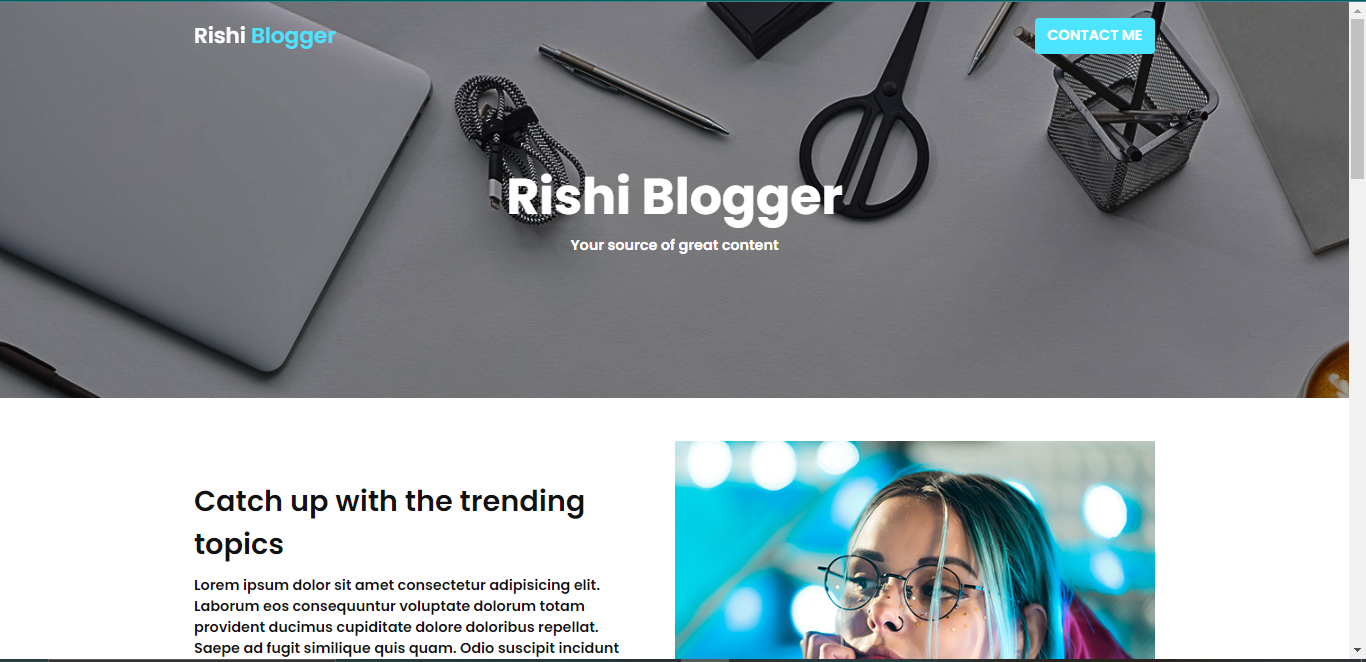 Rishi Blogger
CONTACT ME
Rishi Blogger
Your source of great content
Catch up with the trending
topics
Lorem ipsum dolor sit amet consectetur adipisicing elit.
Laborum eos consequuntur voluptate dolorum totam
provident ducimus cupiditate dolore doloribus repellat.
Saepe ad fugit similique quis quam. Odio suscipit incidunt